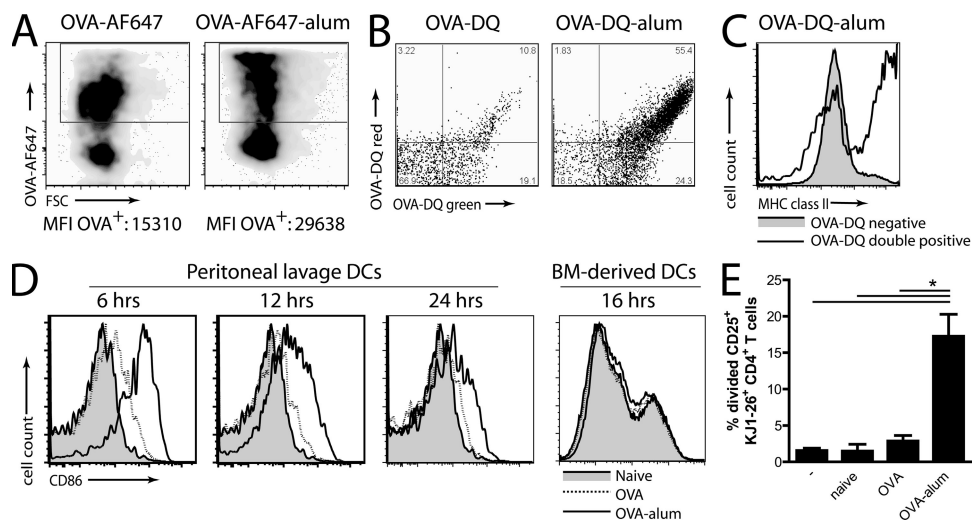 A
OVA-AF647
OVA-AF647-alum
OVA-AF647
FSC
MFI OVA+: 15310
MFI OVA+: 29638
B
OVA-DQ
OVA-DQ-alum
3.22
10.8
66.9
19.1
1.83
55.4
18.5
24.3
OVA-DQ red
OVA-DQ green
C
OVA-DQ-alum
cell count
MHC class II
OVA-DQ negative
OVA-DQ double positive
D
Peritoneal lavage DCs
BM-derived DCs
6 hrs
12 hrs
24 hrs
16 hrs
cell count
CD86
Naive
OVA
OVA-alum
E
% divided CD25+
KJ1-26+ CD4+ T cells
25
20
15
10
5
0
*
-
naive
OVA
OVA-alum